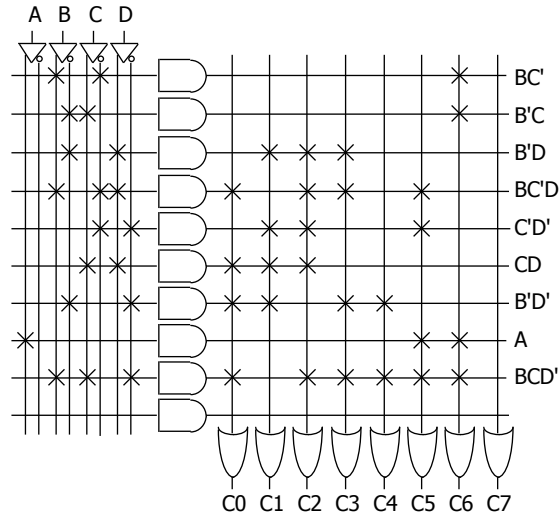 A B C D
BC'
B'C
B'D
BC'D
C'D'
CD
B'D'
A
BCD'
C0 C1 C2 C3 C4 C5 C6 C7